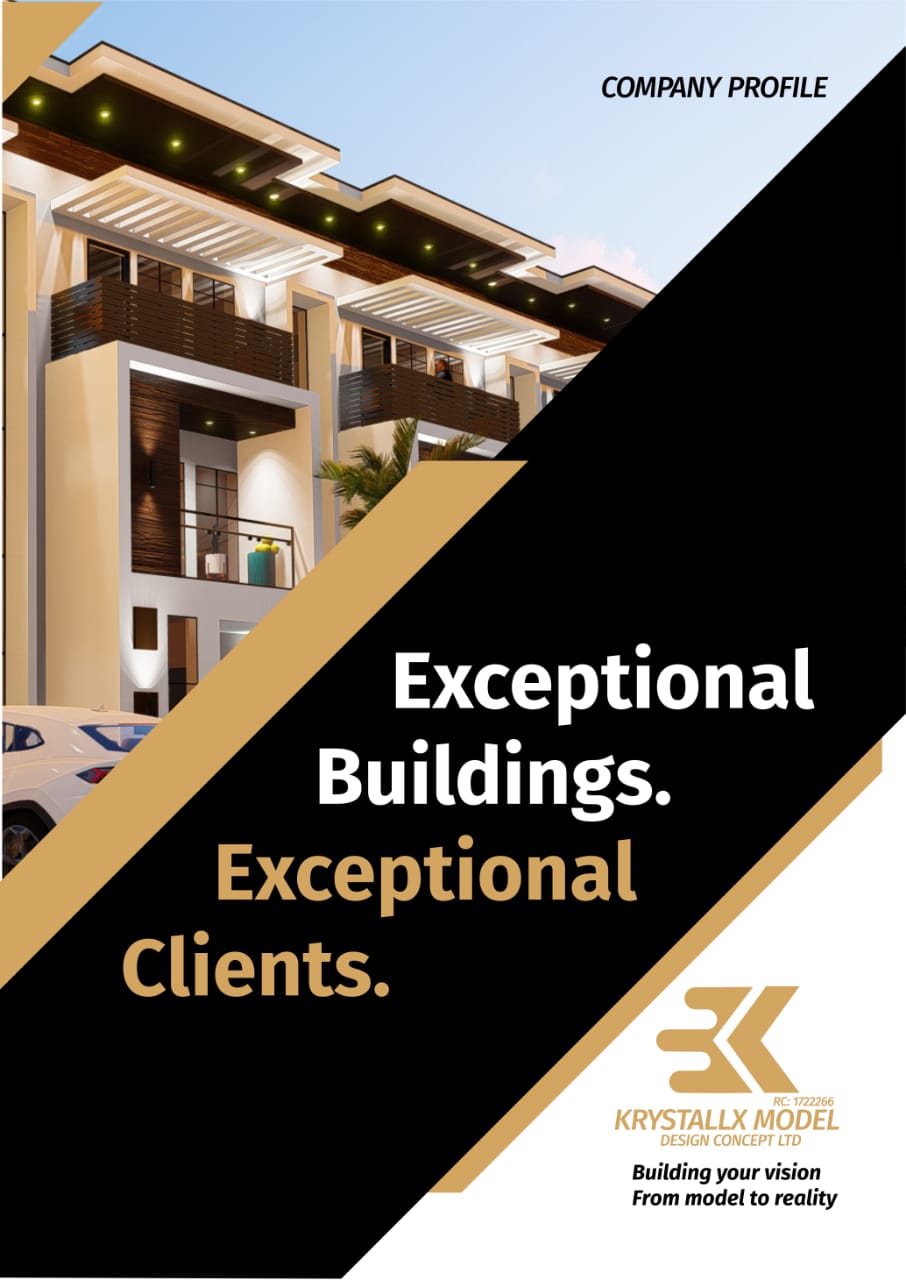 COMPANY PROFILE
Exceptional
Buildings.
Exceptional
Clients.
RC: 1722266
KRYSTALLX MODEL
DESIGN CONCEPT LTD
Building your vision
From model to reality